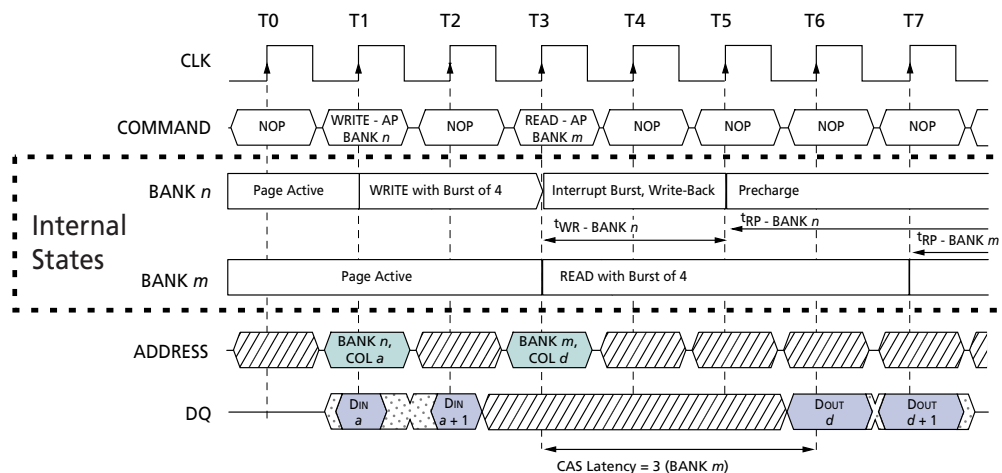 T0 T1 T2 T3 T4 T5 T6 T7
CLK
COMMAND NOP WRITE - AP BANK n NOP READ - AP BANK m NOP NOP NOP NOP
Internal States
BANK n Page Active WRITE with Burst of 4 Interrupt Burst, Write-Back Precharge
tWR - BANK n tRP - BANK n
tRP - BANK m
BANK m Page Active READ with Burst of 4
ADDRESS BANK n, COL a BANK m, COL d
DQ DIN a DIN a + 1 DOUT d DOUT d + 1
CAS Latency = 3 (BANK m)